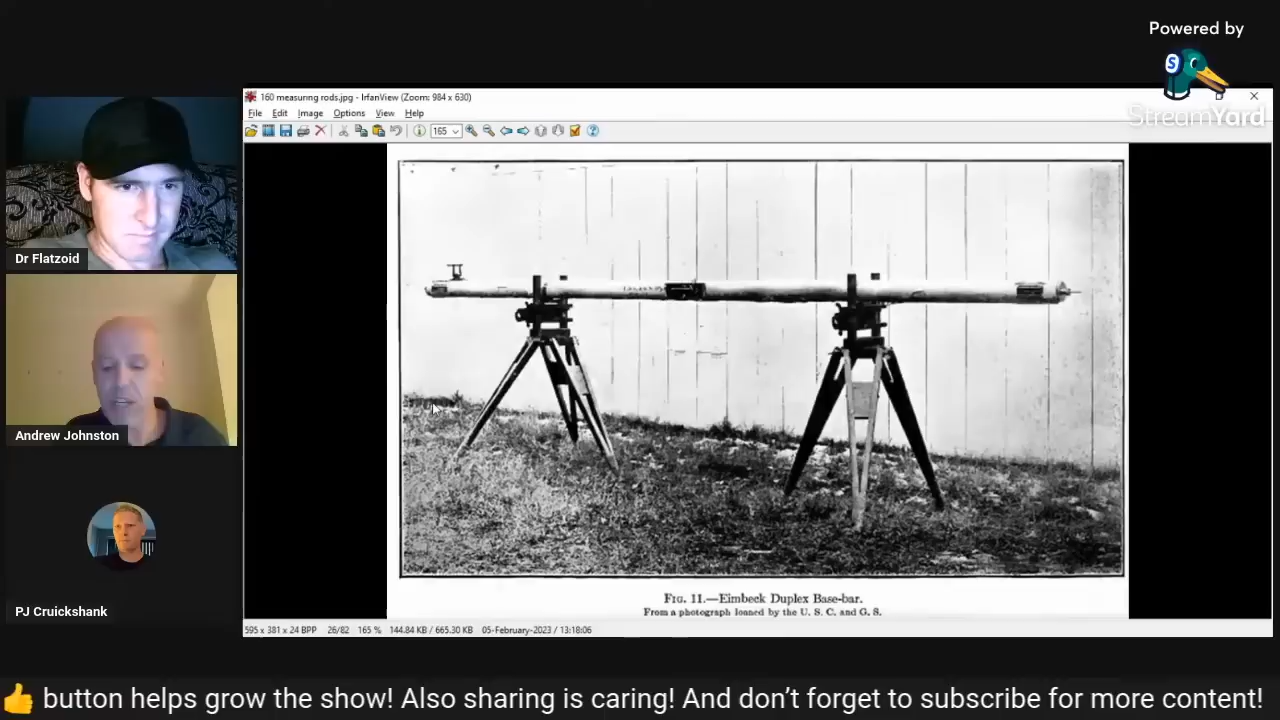 Powered by
S
StreamYard
160 measuring rods.jpg - IrfanView (Zoom: 984 x 630)
File Edit Image Options View Help
165
Dr Flatzoid
Andrew Johnston
PJ Cruickshank
FIG. 11.—Eimbeck Duplex Base-bar.
From a photograph loaned by the U. S. C. and G. S.
595 x 381 x 24 BPP 26/82 165 % 144.84 KB / 665.30 KB 05-February-2023 / 13:18:06
👍 button helps grow the show! Also sharing is caring! And don’t forget to subscribe for more content!